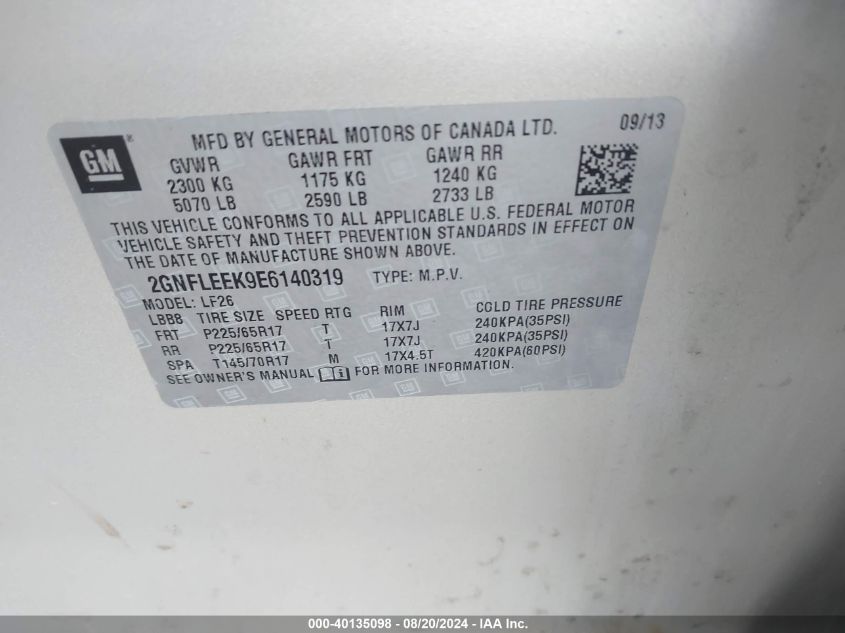 GM ® MFD BY GENERAL MOTORS OF CANADA LTD. 09/13
GVWR GAWR FRT GAWR RR
2300 KG 1175 KG 1240 KG
5070 LB 2590 LB 2733 LB
THIS VEHICLE CONFORMS TO ALL APPLICABLE U.S. FEDERAL MOTOR
VEHICLE SAFETY AND THEFT PREVENTION STANDARDS IN EFFECT ON
THE DATE OF MANUFACTURE SHOWN ABOVE.
2GNFLEEK9E6140319 TYPE: M.P.V.
MODEL: LF26
LBB8 TIRE SIZE SPEED RTG RIM COLD TIRE PRESSURE
FRT P225/65R17 T 17X7J 240KPA(35PSI)
RR P225/65R17 T 17X7J 240KPA(35PSI)
SPA T145/70R17 M 17X4.5T 420KPA(60PSI)
SEE OWNER'S MANUAL FOR MORE INFORMATION.
000-40135098 - 08/20/2024 - IAA Inc.